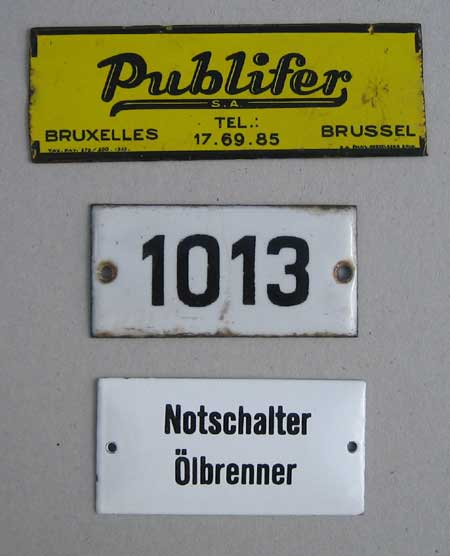 Publifer
S.A.
TEL.:
BRUXELLES 17.69.85 BRUSSEL
1013
Notschalter
Ölbrenner